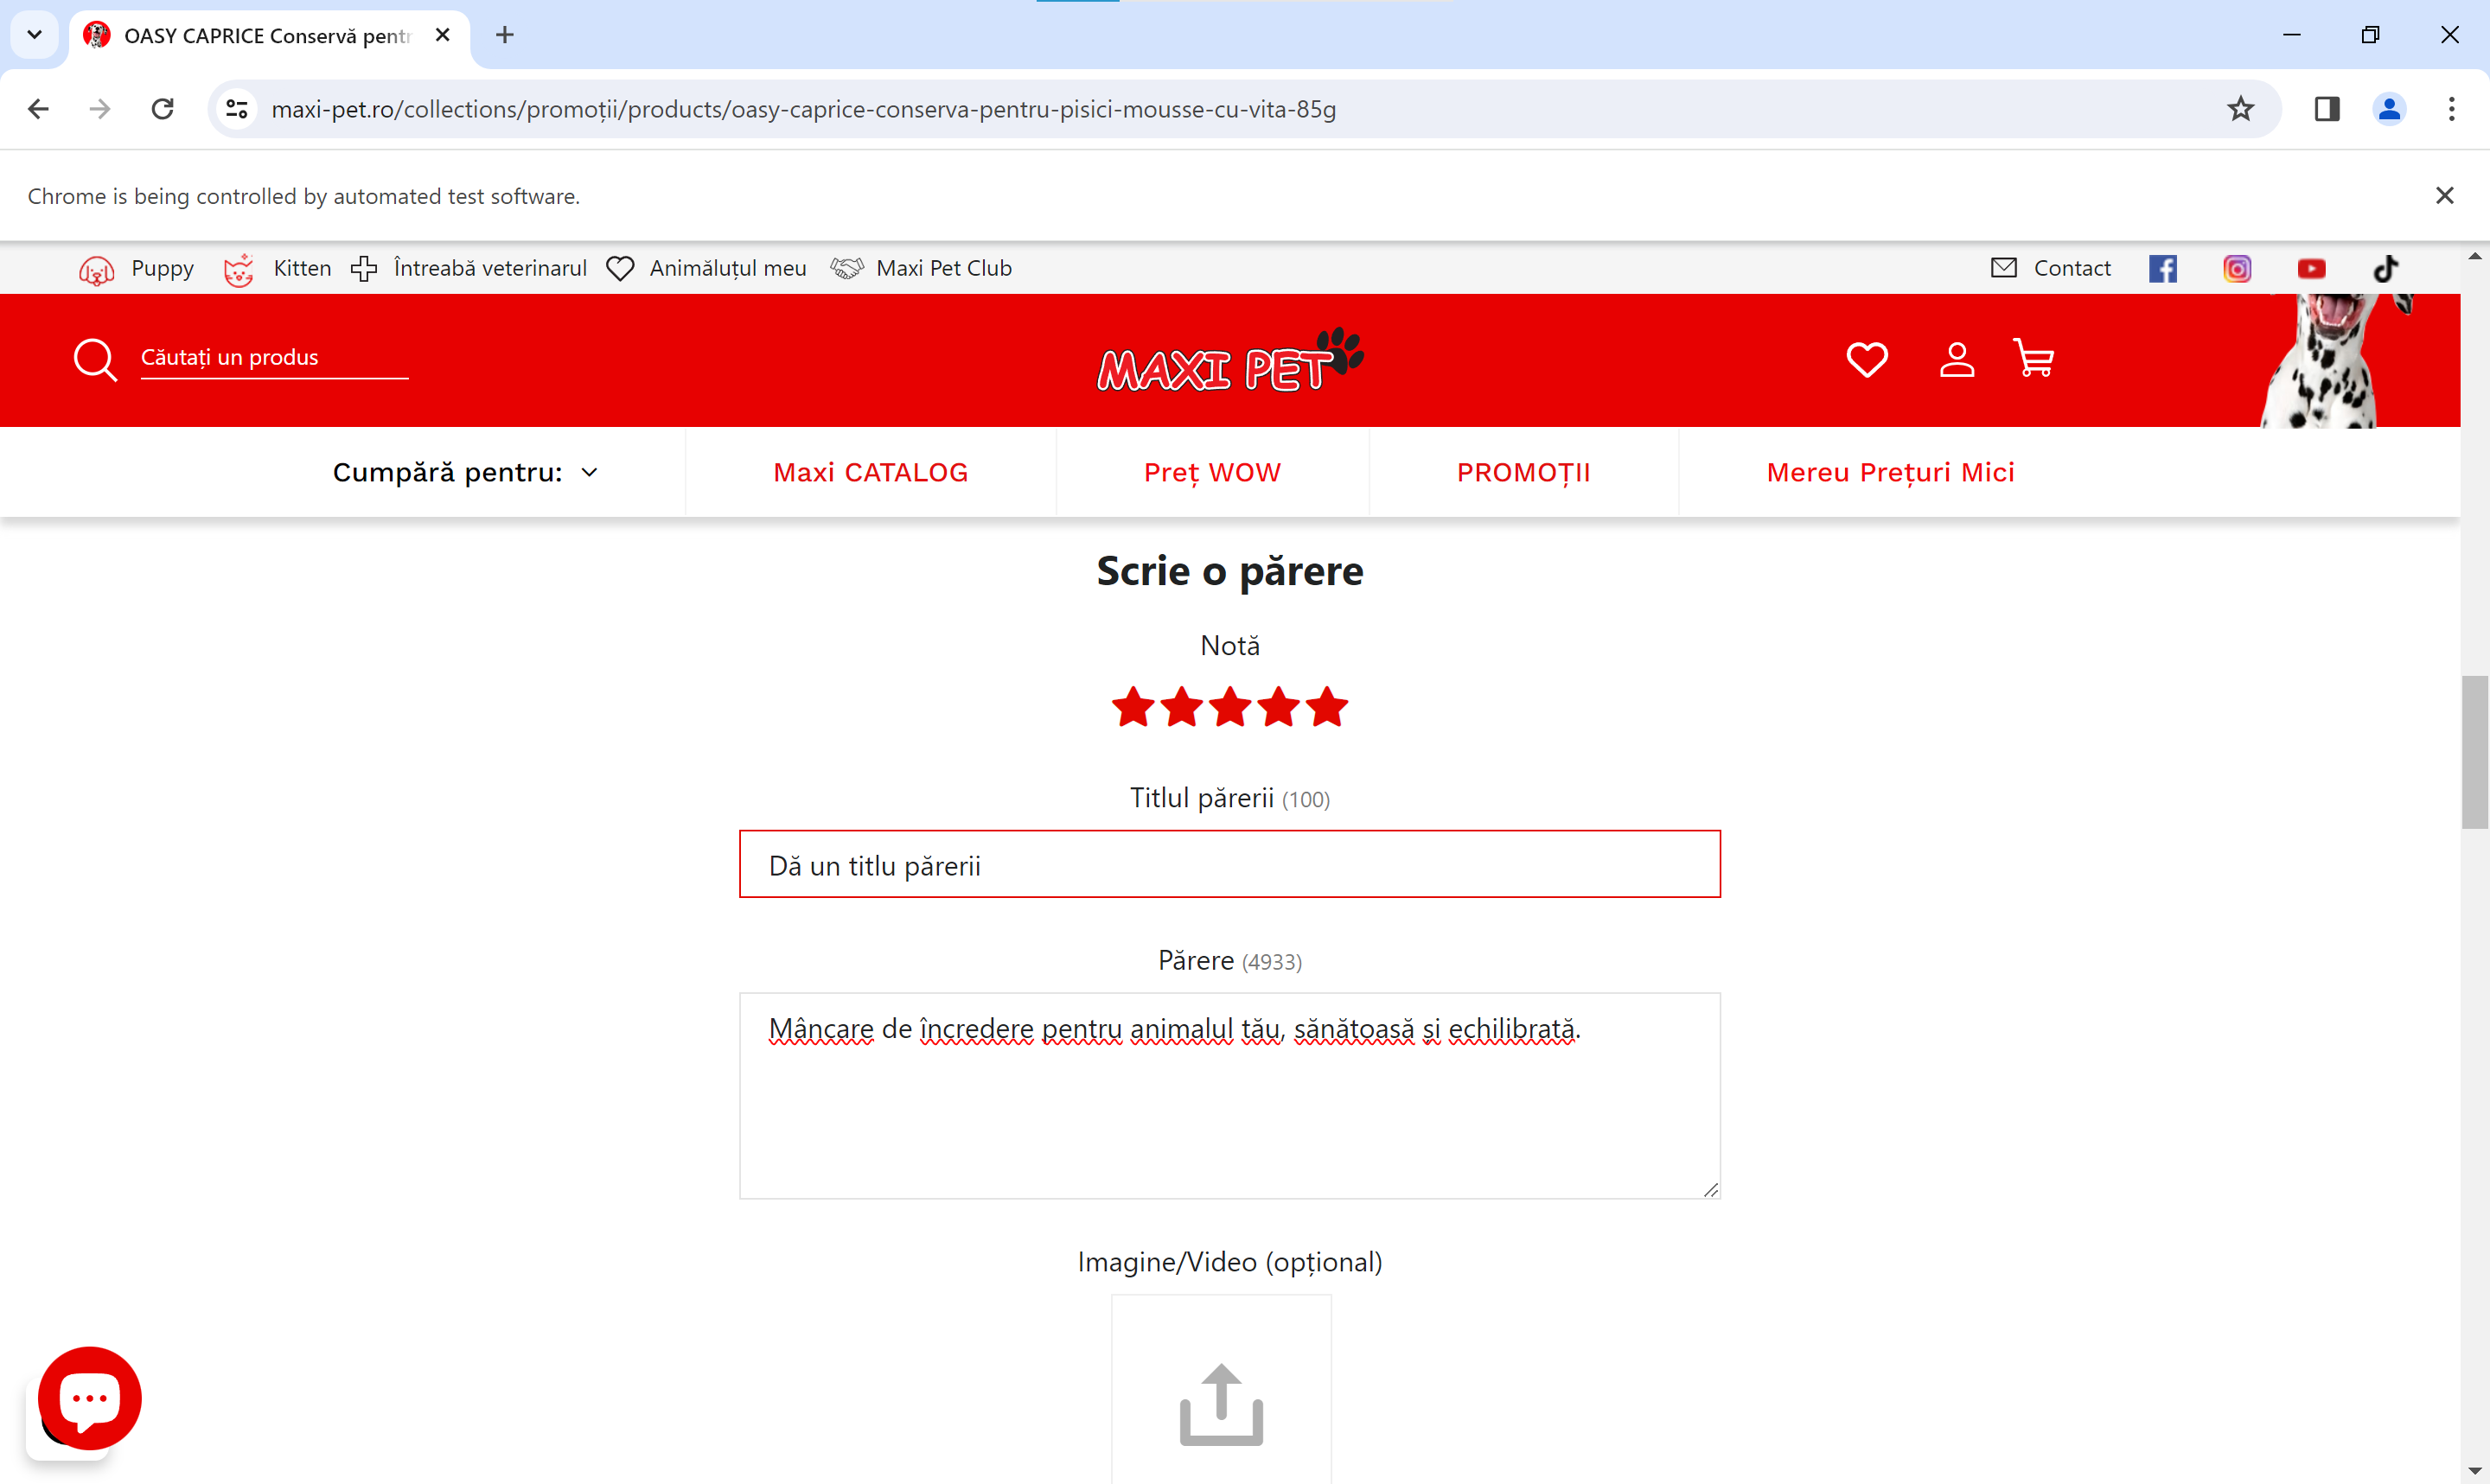 OASY CAPRICE Conservă pentr
maxi-pet.ro/collections/promoții/products/oasy-caprice-conserva-pentru-pisici-mousse-cu-vita-85g
Chrome is being controlled by automated test software.
Puppy Kitten Întreabă veterinarul Animăluțul meu Maxi Pet Club Contact
Căutați un produs
MAXI PET
Cumpără pentru: Maxi CATALOG Preț WOW PROMOȚII Mereu Prețuri Mici
Scrie o părere
Notă
Titlul părerii (100)
Dă un titlu părerii
Părere (4933)
Mâncare de încredere pentru animalul tău, sănătoasă și echilibrată.
Imagine/Video (opțional)